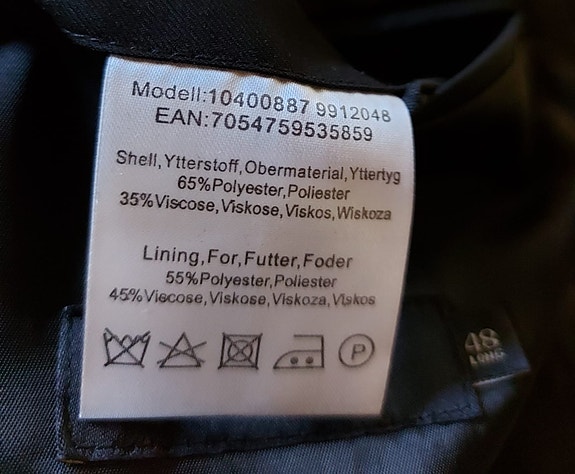 Modell:10400887 9912048
EAN:7054759535859
Shell,Ytterstoff,Obermaterial,Yttertyg
65%Polyester,Poliester
35%Viscose,Viskose,Viskos,Wiskoza
Lining,For,Futter,Foder
55%Polyester,Poliester
45%Viscose,Viskose,Viskoza,Viskos
P
48
LONG